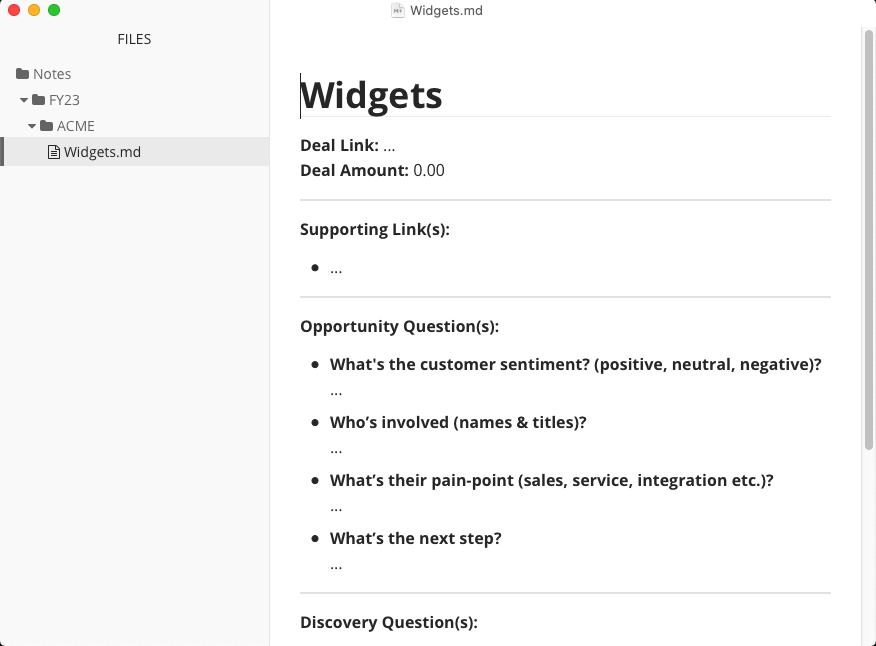 Widgets.md
FILES
Notes
FY23
ACME
Widgets.md
Widgets
Deal Link: ...
Deal Amount: 0.00
Supporting Link(s):
• ...
Opportunity Question(s):
• What's the customer sentiment? (positive, neutral, negative)?
...
• Who’s involved (names & titles)?
...
• What’s their pain-point (sales, service, integration etc.)?
...
• What’s the next step?
...
Discovery Question(s):